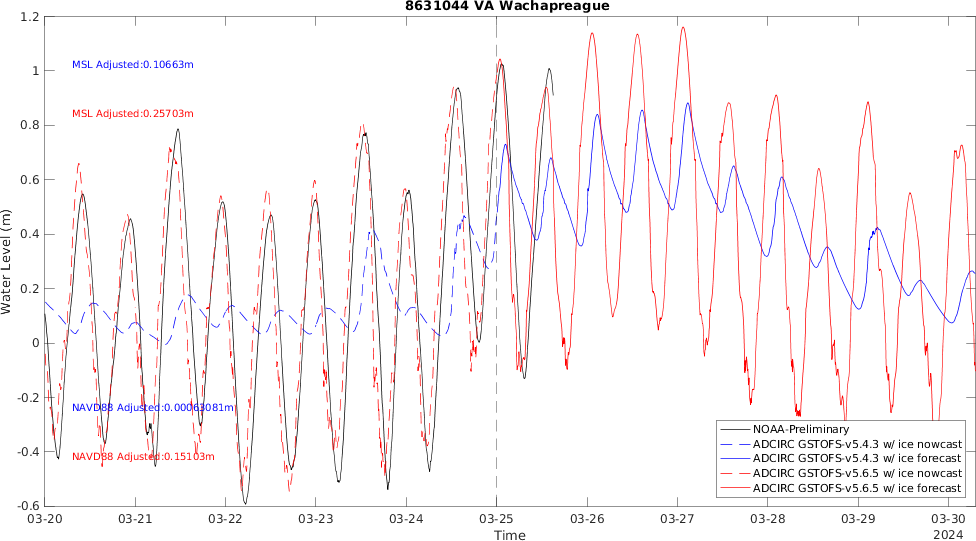 8631044 VA Wachapreague
Water Level (m)
1.2
1
0.8
0.6
0.4
0.2
0
-0.2
-0.4
-0.6
MSL Adjusted:0.10663m
MSL Adjusted:0.25703m
NAVD88 Adjusted:0.00063081m
NAVD88 Adjusted:0.15103m
NOAA-Preliminary
ADCIRC GSTOFS-v5.4.3 w/ ice nowcast
ADCIRC GSTOFS-v5.4.3 w/ ice forecast
ADCIRC GSTOFS-v5.6.5 w/ ice nowcast
ADCIRC GSTOFS-v5.6.5 w/ ice forecast
03-20 03-21 03-22 03-23 03-24 03-25 03-26 03-27 03-28 03-29 03-30
Time
2024